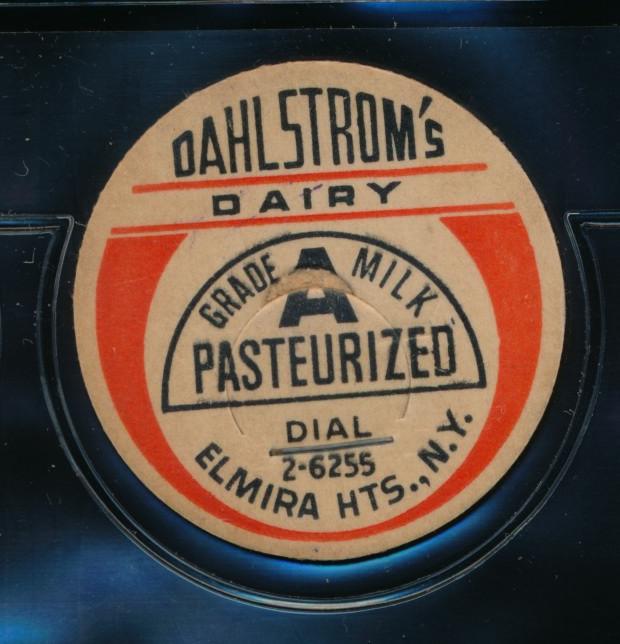 DAHLSTROM'S
DAIRY
GRADE A MILK
PASTEURIZED
DIAL
2-6255
ELMIRA HTS., N.Y.